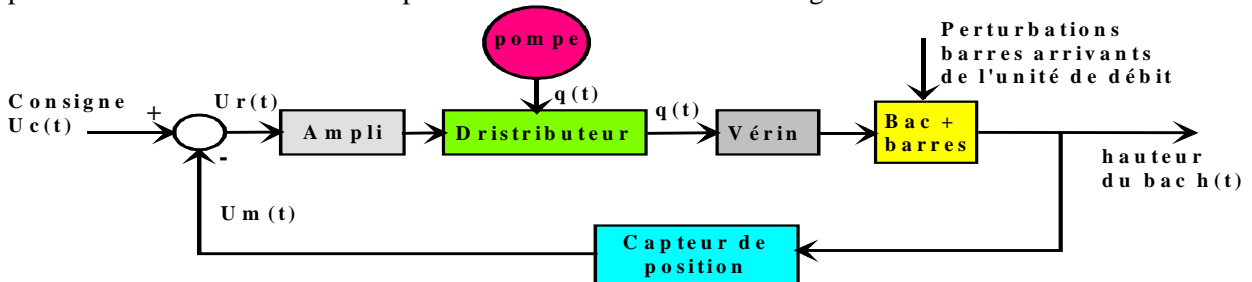 pompe
Perturbations
barres arrivants
de l'unité de débit
Consigne
Uc(t)
+
Ur(t)
q(t)
q(t)
Ampli
Dristributeur
Vérin
Bac +
barres
-
hauteur
du bac h(t)
Um(t)
Capteur de
position